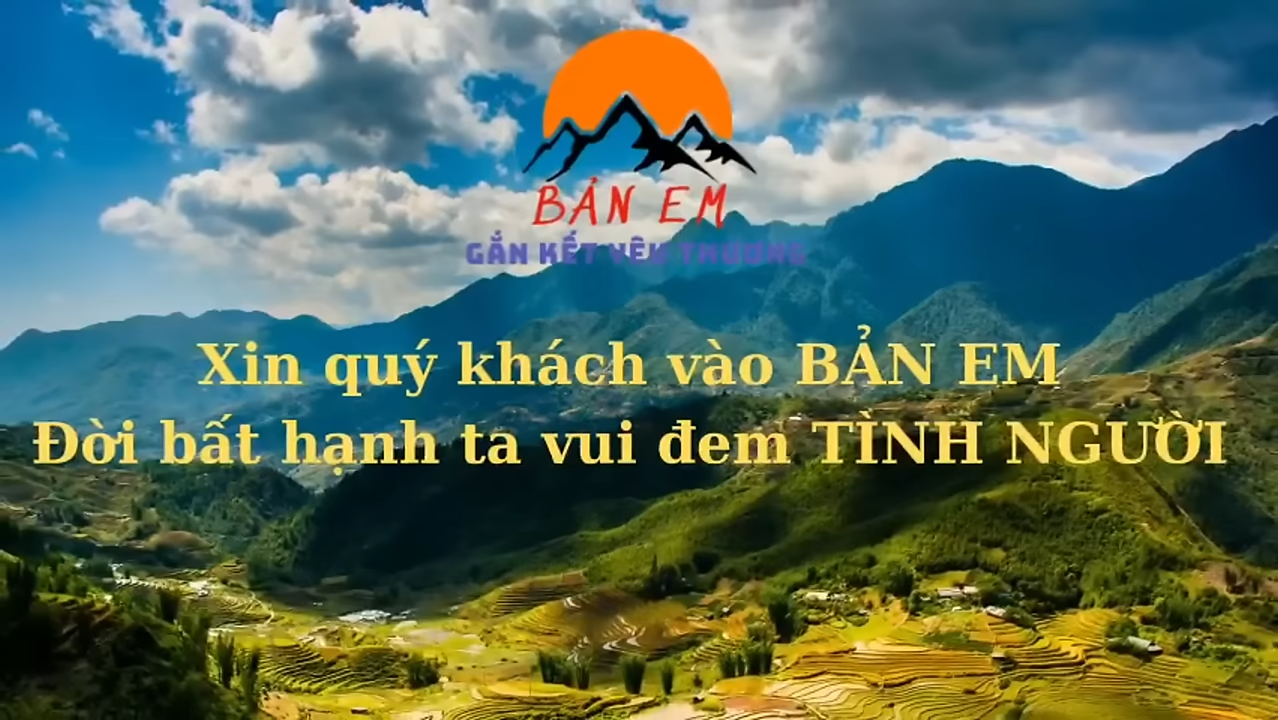 BẢN EM
GẮN KẾT YÊU THƯƠNG
Xin quý khách vào BẢN EM
Đời bất hạnh ta vui đem TÌNH NGƯỜI